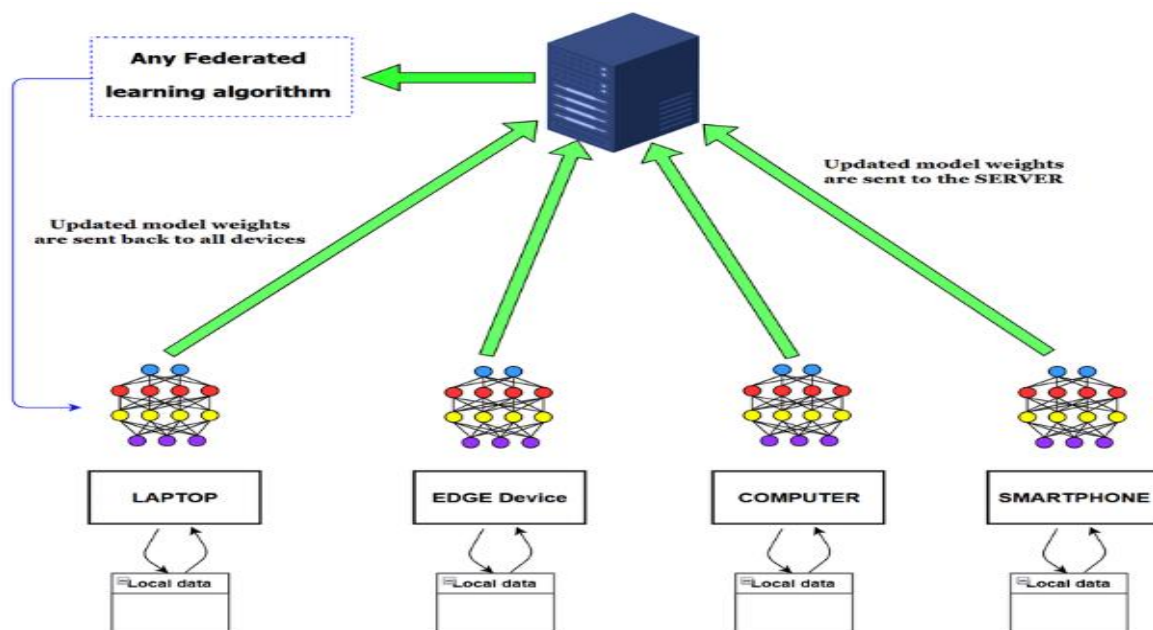 Any Federated
learning algorithm
Updated model weights
are sent to the SERVER
Updated model weights
are sent back to all devices
LAPTOP
EDGE Device
COMPUTER
SMARTPHONE
Local data
Local data
Local data
Local data